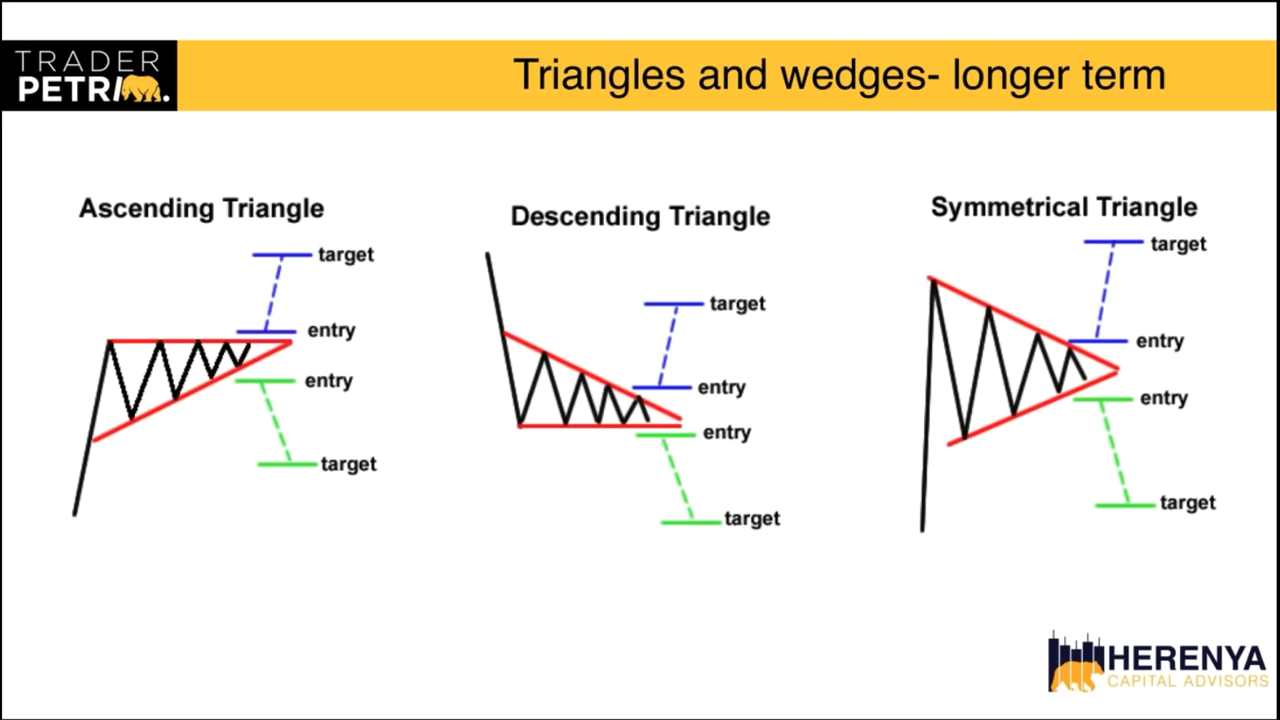 TRADER
PETRI.
Triangles and wedges- longer term
Ascending Triangle
target
entry
entry
target
Descending Triangle
target
entry
entry
target
Symmetrical Triangle
target
entry
entry
target
HERENYA
CAPITAL ADVISORS